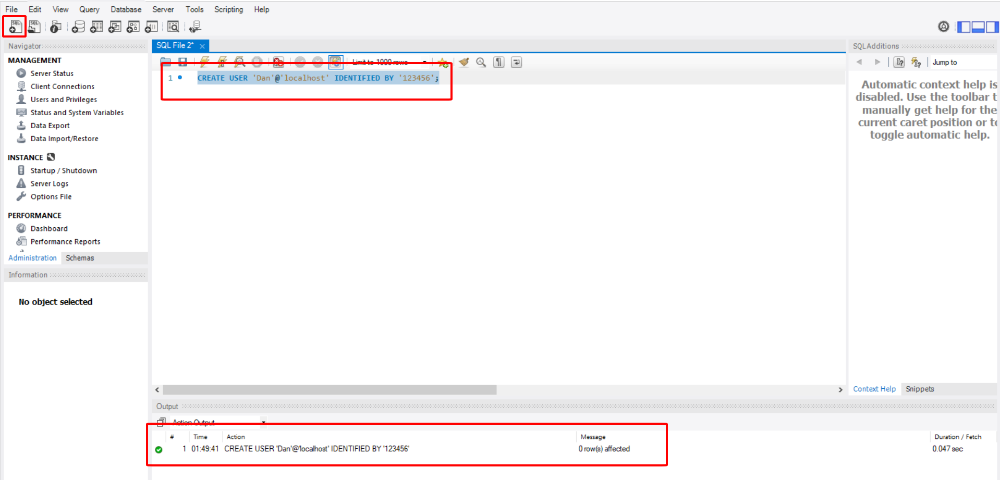 File Edit View Query Database Server Tools Scripting Help
SQL SQL
Navigator
MANAGEMENT
Server Status
Client Connections
Users and Privileges
Status and System Variables
Data Export
Data Import/Restore
INSTANCE
Startup / Shutdown
Server Logs
Options File
PERFORMANCE
Dashboard
Performance Reports
Administration Schemas
Information
No object selected
SQL File 2*
Limit to 1000 rows
1 CREATE USER 'Dan'@'localhost' IDENTIFIED BY '123456';
SQLAdditions
Jump to
Automatic context help is
disabled. Use the toolbar t
manually get help for the
current caret position or to
toggle automatic help.
Context Help Snippets
Output
Action Output
# Time Action Message Duration / Fetch
1 01:49:41 CREATE USER 'Dan'@'localhost' IDENTIFIED BY '123456' 0 row(s) affected 0.047 sec